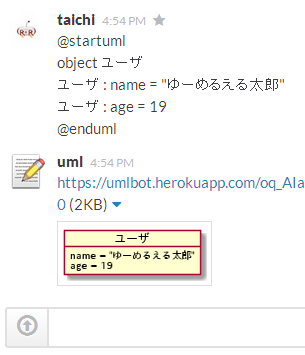 taichi 4:54 PM
@startuml
object ユーザ
ユーザ : name = "ゆーめるえる太郎"
ユーザ : age = 19
@enduml
uml 4:54 PM
https://umlbot.herokuapp.com/oq_AIa
0 (2KB)
ユーザ
name = "ゆーめるえる太郎"
age = 19